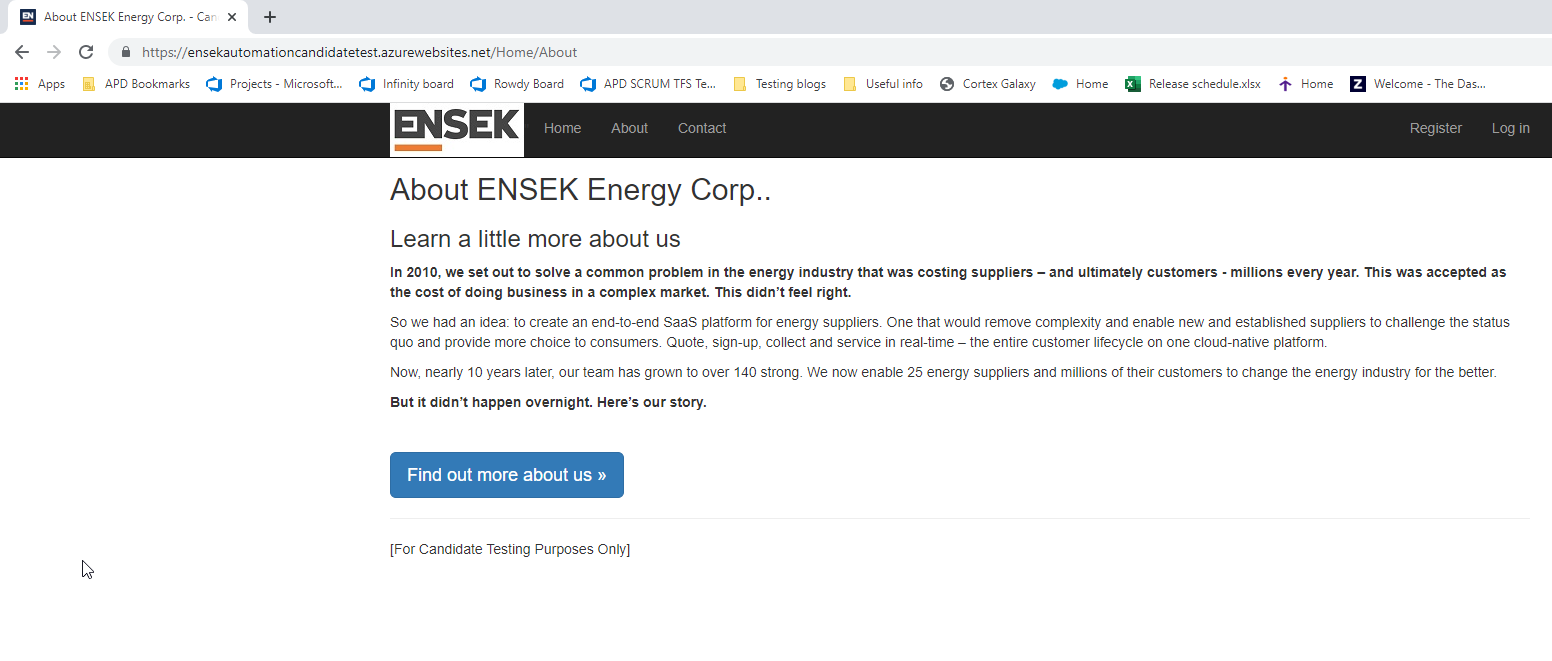 EN About ENSEK Energy Corp. - Can
https://ensekautomationcandidatetest.azurewebsites.net/Home/About
Apps APD Bookmarks Projects - Microsoft... Infinity board Rowdy Board APD SCRUM TFS Te... Testing blogs Useful info Cortex Galaxy Home Release schedule.xlsx Home Z Welcome - The Das...
ENSEK Home About Contact Register Log in
About ENSEK Energy Corp..
Learn a little more about us
In 2010, we set out to solve a common problem in the energy industry that was costing suppliers – and ultimately customers - millions every year. This was accepted as
the cost of doing business in a complex market. This didn’t feel right.
So we had an idea: to create an end-to-end SaaS platform for energy suppliers. One that would remove complexity and enable new and established suppliers to challenge the status
quo and provide more choice to consumers. Quote, sign-up, collect and service in real-time – the entire customer lifecycle on one cloud-native platform.
Now, nearly 10 years later, our team has grown to over 140 strong. We now enable 25 energy suppliers and millions of their customers to change the energy industry for the better.
But it didn’t happen overnight. Here’s our story.
Find out more about us »
[For Candidate Testing Purposes Only]